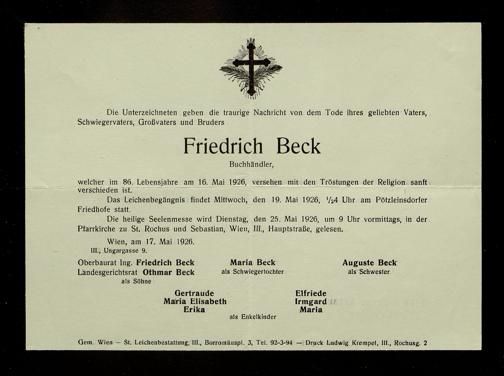 Die Unterzeichneten geben die traurige Nachricht von dem Tode ihres geliebten Vaters,
Schwiegervaters, Großvaters und Bruders
Friedrich Beck
Buchhändler,
welcher im 86. Lebensjahre am 16. Mai 1926, versehen mit den Tröstungen der Religion sanft
verschieden ist.
Das Leichenbegängnis findet Mittwoch, den 19. Mai 1926, ½4 Uhr am Pötzleinsdorfer
Friedhofe statt.
Die heilige Seelenmesse wird Dienstag, den 25. Mai 1926, um 9 Uhr vormittags, in der
Pfarrkirche zu St. Rochus und Sebastian, Wien, III., Hauptstraße, gelesen.
Wien, am 17. Mai 1926.
III., Ungargasse 9.
Oberbaurat Ing. Friedrich Beck
Landesgerichtsrat Othmar Beck
als Söhne
Maria Beck
als Schwiegertochter
Auguste Beck
als Schwester
Gertraude
Maria Elisabeth
Erika
Elfriede
Irmgard
Maria
als Enkelkinder
Gem. Wien — St. Leichenbestattung, III., Borromäuspl. 3, Tel. 92-3-94 — Druck Ludwig Krempel, III., Rochusg. 2